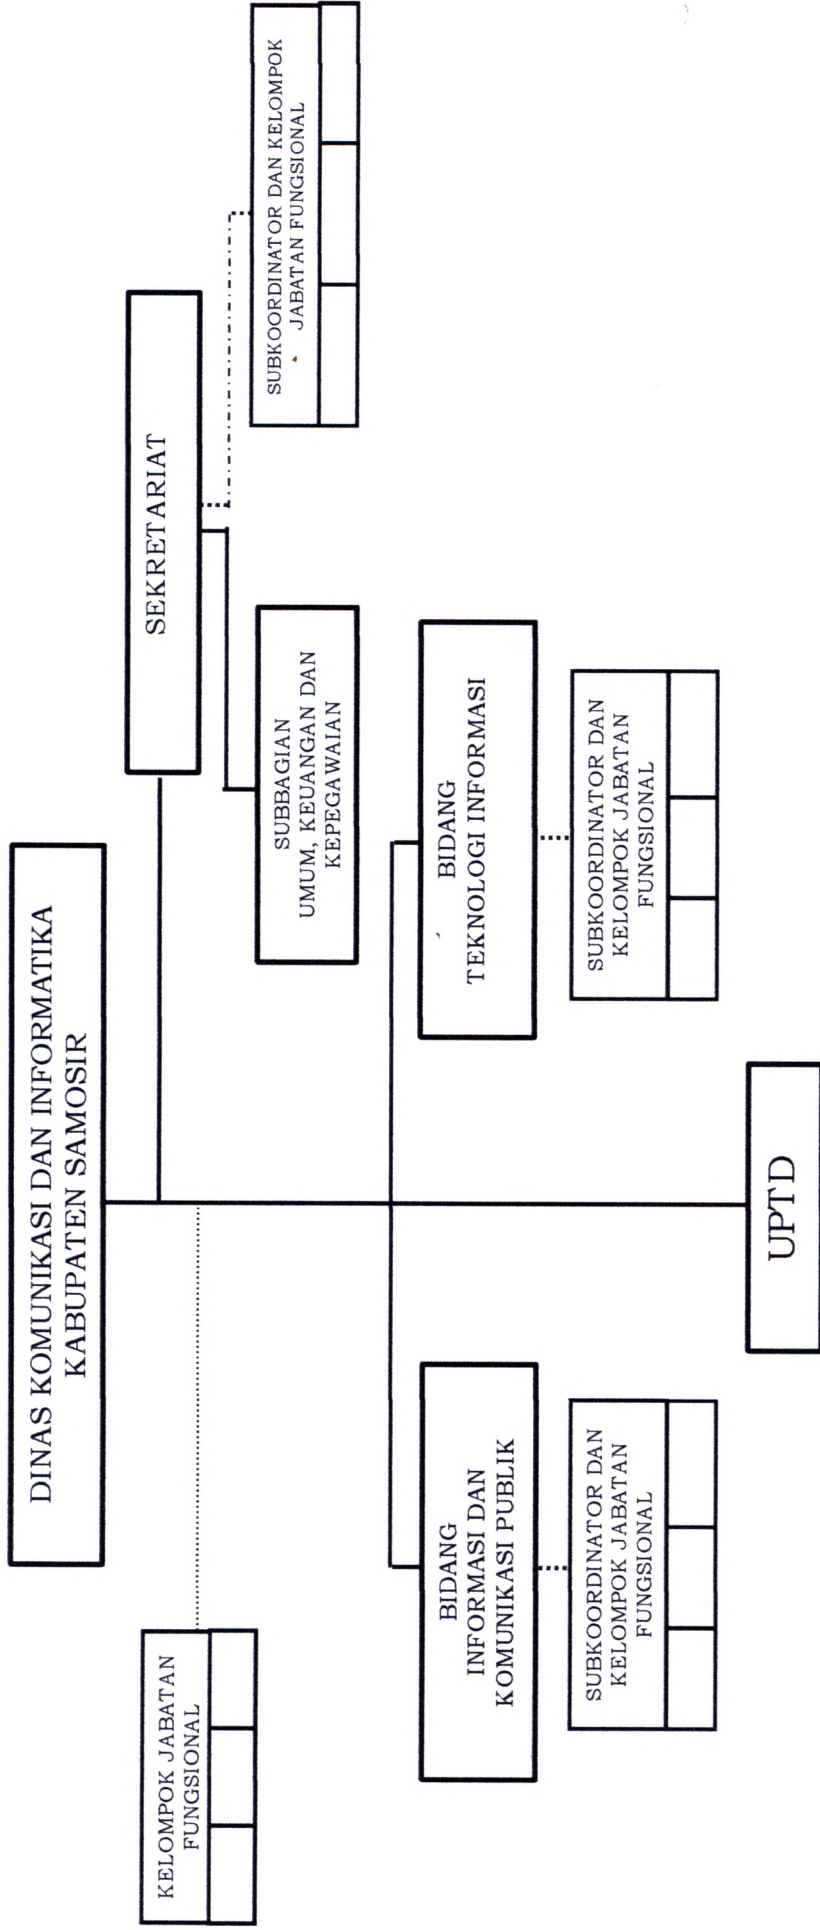 DINAS KOMUNIKASI DAN INFORMATIKA
KABUPATEN SAMOSIR
KELOMPOK JABATAN
FUNGSIONAL
SEKRETARIAT
SUBBAGIAN
UMUM, KEUANGAN DAN
KEPEGAWAIAN
SUBKOORDINATOR DAN KELOMPOK
JABATAN FUNGSIONAL
BIDANG
INFORMASI DAN
KOMUNIKASI PUBLIK
BIDANG
TEKNOLOGI INFORMASI
SUBKOORDINATOR DAN
KELOMPOK JABATAN
FUNGSIONAL
SUBKOORDINATOR DAN
KELOMPOK JABATAN
FUNGSIONAL
UPTD